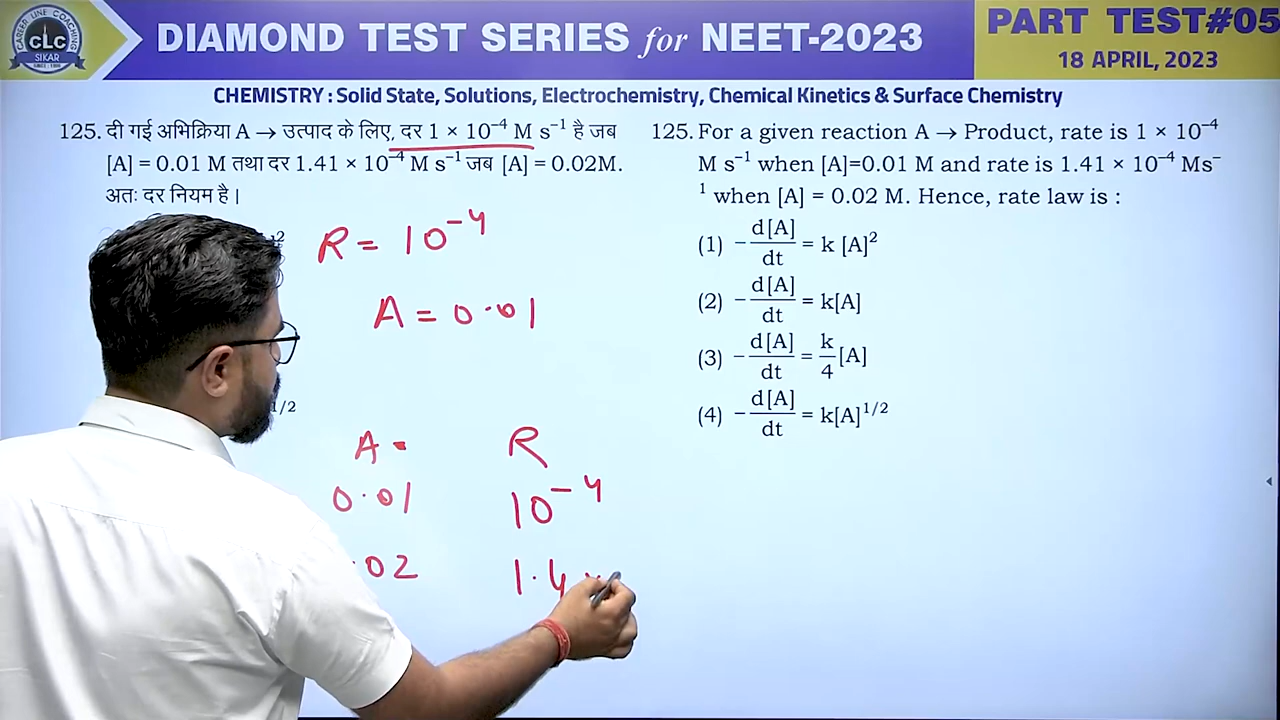 CAREER LINE COACHING
CLC
SIKAR
DIAMOND TEST SERIES for NEET-2023
PART TEST#05
18 APRIL, 2023
CHEMISTRY : Solid State, Solutions, Electrochemistry, Chemical Kinetics & Surface Chemistry
125. दी गई अभिक्रिया A → उत्पाद के लिए, दर 1 × 10⁻⁴ M s⁻¹ है जब
[A] = 0.01 M तथा दर 1.41 × 10⁻⁴ M s⁻¹ जब [A] = 0.02M.
अतः दर नियम है।
R = 10⁻⁴
A = 0.01
1/2
A = R
0.01 10⁻⁴
.02 1.4
125. For a given reaction A → Product, rate is 1 × 10⁻⁴
M s⁻¹ when [A]=0.01 M and rate is 1.41 × 10⁻⁴ Ms⁻
¹ when [A] = 0.02 M. Hence, rate law is :
(1) −d[A]/dt = k [A]²
(2) −d[A]/dt = k[A]
(3) −d[A]/dt = k/4 [A]
(4) −d[A]/dt = k[A]¹ᐟ²